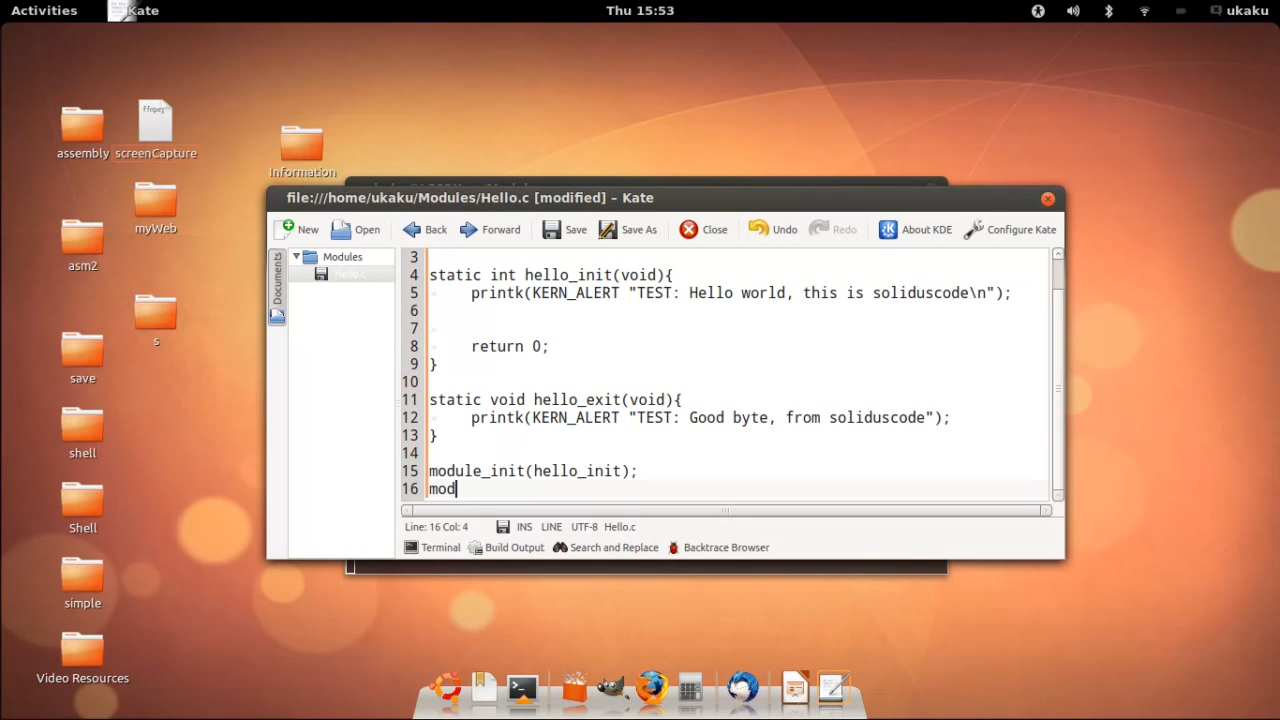 Activities
Kate
Thu 15:53
ukaku
assembly
screenCapture
Information
myWeb
asm2
s
save
shell
Shell
simple
Video Resources
file:///home/ukaku/Modules/Hello.c [modified] – Kate
New
Open
Back
Forward
Save
Save As
Close
Undo
Redo
About KDE
Configure Kate
Documents
Modules
Hello.c
3
4 static int hello_init(void){
5 printk(KERN_ALERT "TEST: Hello world, this is soliduscode\n");
6
7
8 return 0;
9 }
10
11 static void hello_exit(void){
12 printk(KERN_ALERT "TEST: Good byte, from soliduscode");
13 }
14
15 module_init(hello_init);
16 mod
Line: 16 Col: 4 INS LINE UTF-8 Hello.c
Terminal
Build Output
Search and Replace
Backtrace Browser